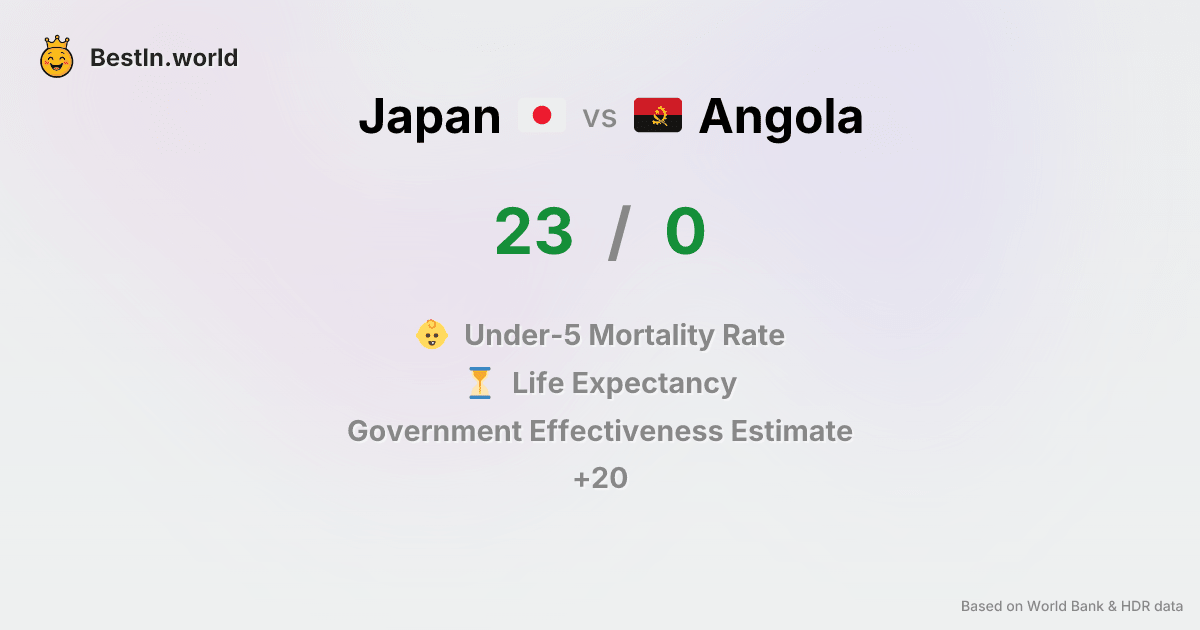 BestIn.world
Japan vs Angola
23 / 0
Under-5 Mortality Rate
Life Expectancy
Government Effectiveness Estimate
+20
Based on World Bank & HDR data